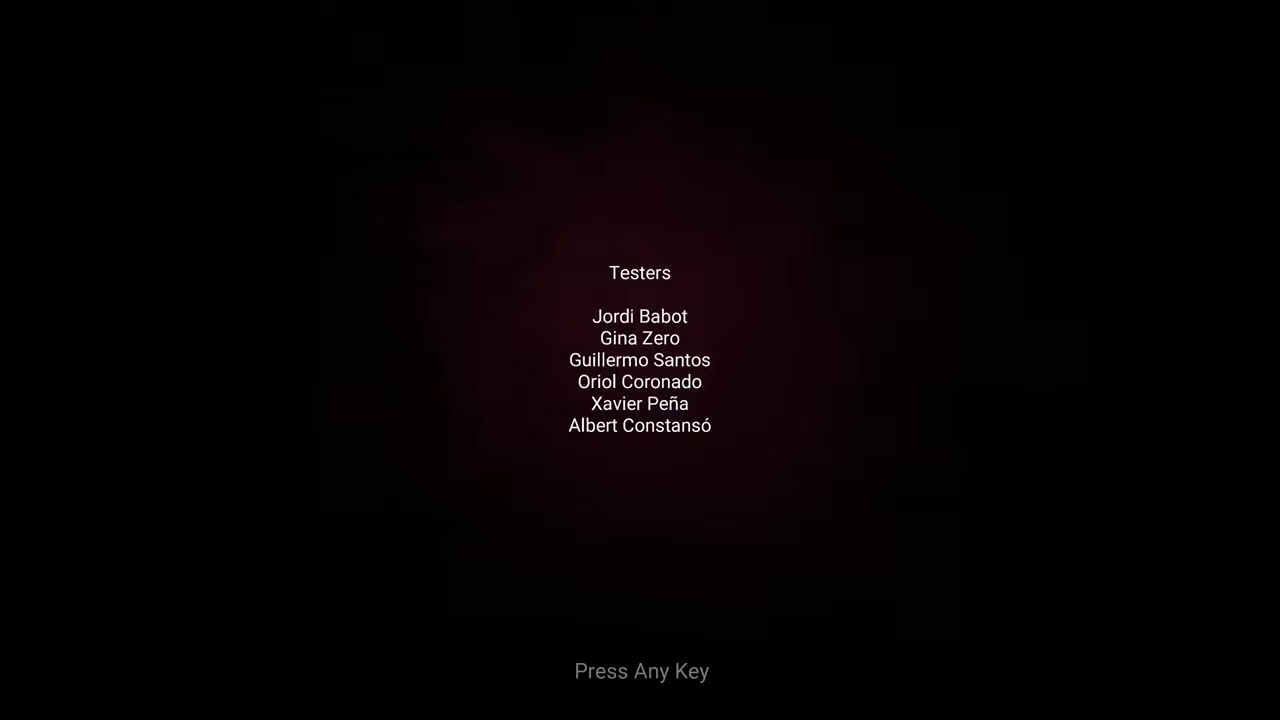 Testers
Jordi Babot
Gina Zero
Guillermo Santos
Oriol Coronado
Xavier Peña
Albert Constansó
Press Any Key